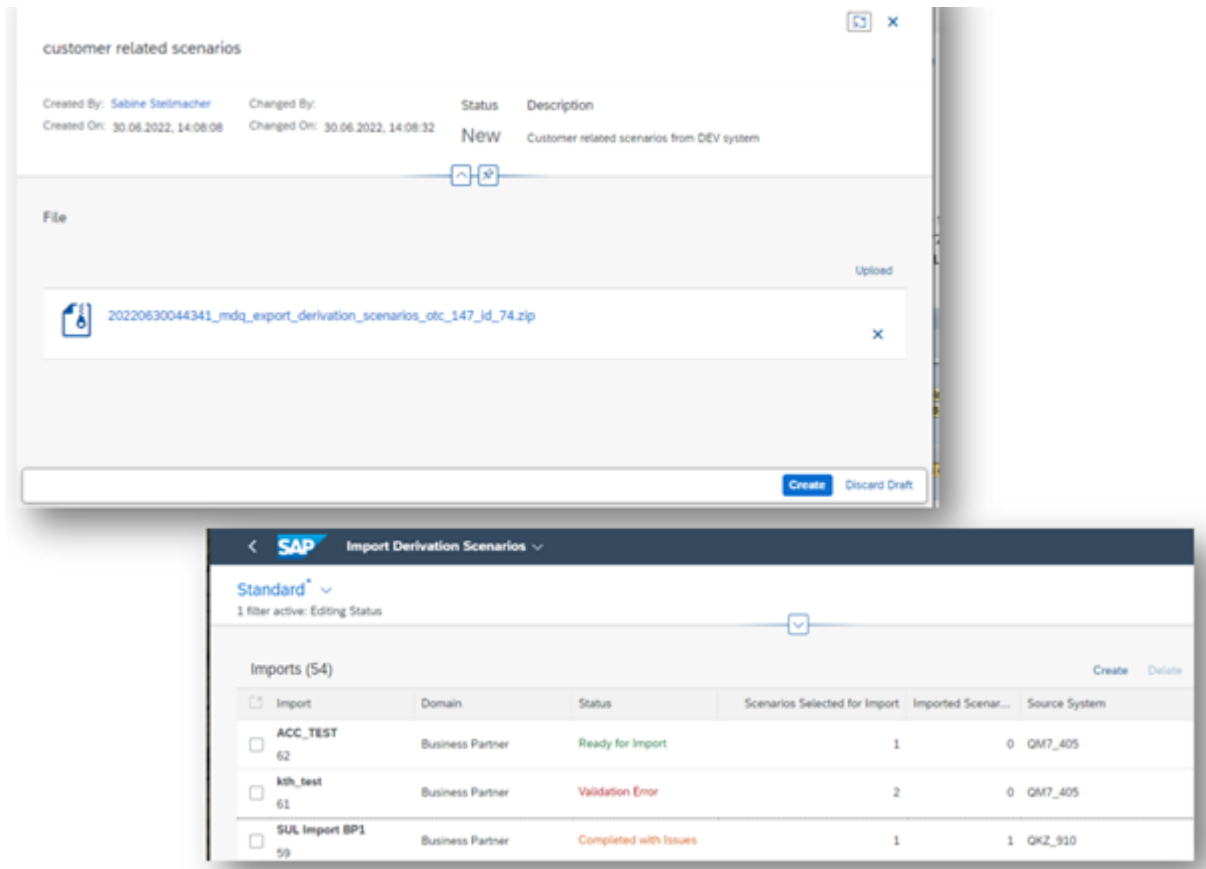 customer related scenarios
Created By: Sabine Stellmacher Changed By: Status Description
Created On: 30.06.2022, 14:08:08 Changed On: 30.06.2022, 14:08:32 New Customer related scenarios from DEV system
File
Upload
20220630044341_mdq_export_derivation_scenarios_otc_147_id_74.zip
Create Discard Draft
SAP Import Derivation Scenarios
Standard*
1 filter active: Editing Status
Imports (54) Create Delete
Import Domain Status Scenarios Selected for Import Imported Scenar... Source System
ACC_TEST
62 Business Partner Ready for Import 1 0 QM7_405
kth_test
61 Business Partner Validation Error 2 0 QM7_405
SUL Import BP1
59 Business Partner Completed with Issues 1 1 QKZ_910